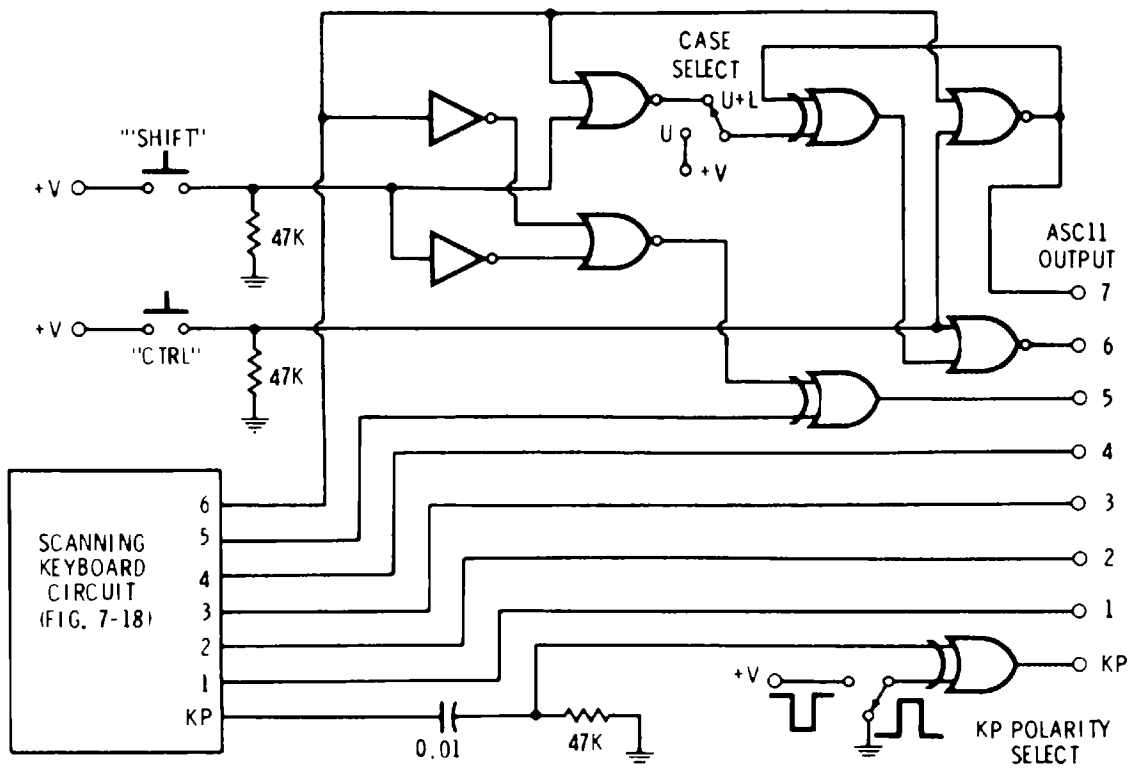 CASE
SELECT
U+L
U
+V
"'SHIFT"
+V
47K
+V
"CTRL"
47K
ASC11
OUTPUT
7
6
5
4
3
2
1
KP
SCANNING
KEYBOARD
CIRCUIT
(FIG. 7-18)
6
5
4
3
2
1
KP
0.01
47K
+V
KP POLARITY
SELECT